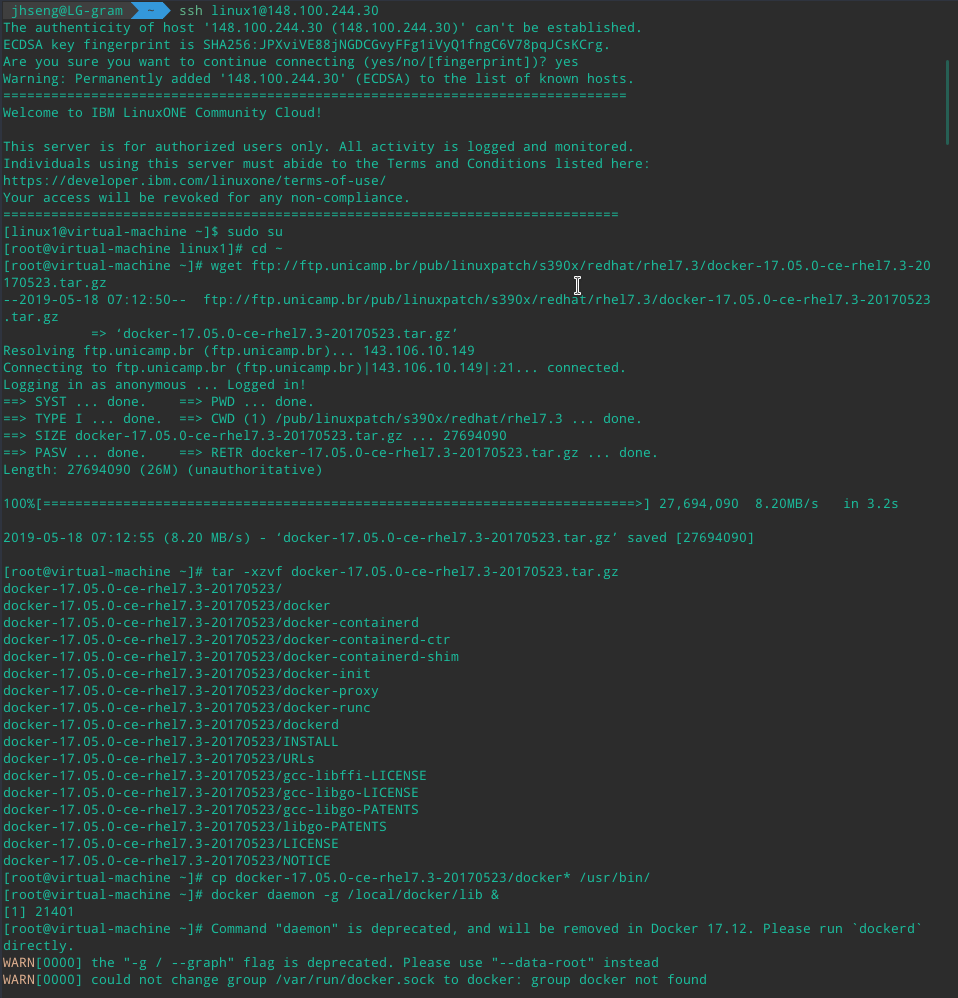 jhseng@LG-gram ~ ssh linux1@148.100.244.30
The authenticity of host '148.100.244.30 (148.100.244.30)' can't be established.
ECDSA key fingerprint is SHA256:JPXviVE88jNGDCGvyFFg1iVyQ1fngC6V78pqJCsKCrg.
Are you sure you want to continue connecting (yes/no/[fingerprint])? yes
Warning: Permanently added '148.100.244.30' (ECDSA) to the list of known hosts.
==============================================================================
Welcome to IBM LinuxONE Community Cloud!
This server is for authorized users only. All activity is logged and monitored.
Individuals using this server must abide to the Terms and Conditions listed here:
https://developer.ibm.com/linuxone/terms-of-use/
Your access will be revoked for any non-compliance.
=============================================================================
[linux1@virtual-machine ~]$ sudo su
[root@virtual-machine linux1]# cd ~
[root@virtual-machine ~]# wget ftp://ftp.unicamp.br/pub/linuxpatch/s390x/redhat/rhel7.3/docker-17.05.0-ce-rhel7.3-20
170523.tar.gz
--2019-05-18 07:12:50--  ftp://ftp.unicamp.br/pub/linuxpatch/s390x/redhat/rhel7.3/docker-17.05.0-ce-rhel7.3-20170523
.tar.gz
           => ‘docker-17.05.0-ce-rhel7.3-20170523.tar.gz’
Resolving ftp.unicamp.br (ftp.unicamp.br)... 143.106.10.149
Connecting to ftp.unicamp.br (ftp.unicamp.br)|143.106.10.149|:21... connected.
Logging in as anonymous ... Logged in!
==> SYST ... done.    ==> PWD ... done.
==> TYPE I ... done.  ==> CWD (1) /pub/linuxpatch/s390x/redhat/rhel7.3 ... done.
==> SIZE docker-17.05.0-ce-rhel7.3-20170523.tar.gz ... 27694090
==> PASV ... done.    ==> RETR docker-17.05.0-ce-rhel7.3-20170523.tar.gz ... done.
Length: 27694090 (26M) (unauthoritative)
100%[==========================================================================>] 27,694,090  8.20MB/s   in 3.2s
2019-05-18 07:12:55 (8.20 MB/s) - ‘docker-17.05.0-ce-rhel7.3-20170523.tar.gz’ saved [27694090]
[root@virtual-machine ~]# tar -xzvf docker-17.05.0-ce-rhel7.3-20170523.tar.gz
docker-17.05.0-ce-rhel7.3-20170523/
docker-17.05.0-ce-rhel7.3-20170523/docker
docker-17.05.0-ce-rhel7.3-20170523/docker-containerd
docker-17.05.0-ce-rhel7.3-20170523/docker-containerd-ctr
docker-17.05.0-ce-rhel7.3-20170523/docker-containerd-shim
docker-17.05.0-ce-rhel7.3-20170523/docker-init
docker-17.05.0-ce-rhel7.3-20170523/docker-proxy
docker-17.05.0-ce-rhel7.3-20170523/docker-runc
docker-17.05.0-ce-rhel7.3-20170523/dockerd
docker-17.05.0-ce-rhel7.3-20170523/INSTALL
docker-17.05.0-ce-rhel7.3-20170523/URLs
docker-17.05.0-ce-rhel7.3-20170523/gcc-libffi-LICENSE
docker-17.05.0-ce-rhel7.3-20170523/gcc-libgo-LICENSE
docker-17.05.0-ce-rhel7.3-20170523/gcc-libgo-PATENTS
docker-17.05.0-ce-rhel7.3-20170523/libgo-PATENTS
docker-17.05.0-ce-rhel7.3-20170523/LICENSE
docker-17.05.0-ce-rhel7.3-20170523/NOTICE
[root@virtual-machine ~]# cp docker-17.05.0-ce-rhel7.3-20170523/docker* /usr/bin/
[root@virtual-machine ~]# docker daemon -g /local/docker/lib &
[1] 21401
[root@virtual-machine ~]# Command "daemon" is deprecated, and will be removed in Docker 17.12. Please run `dockerd`
directly.
WARN[0000] the "-g / --graph" flag is deprecated. Please use "--data-root" instead
WARN[0000] could not change group /var/run/docker.sock to docker: group docker not found